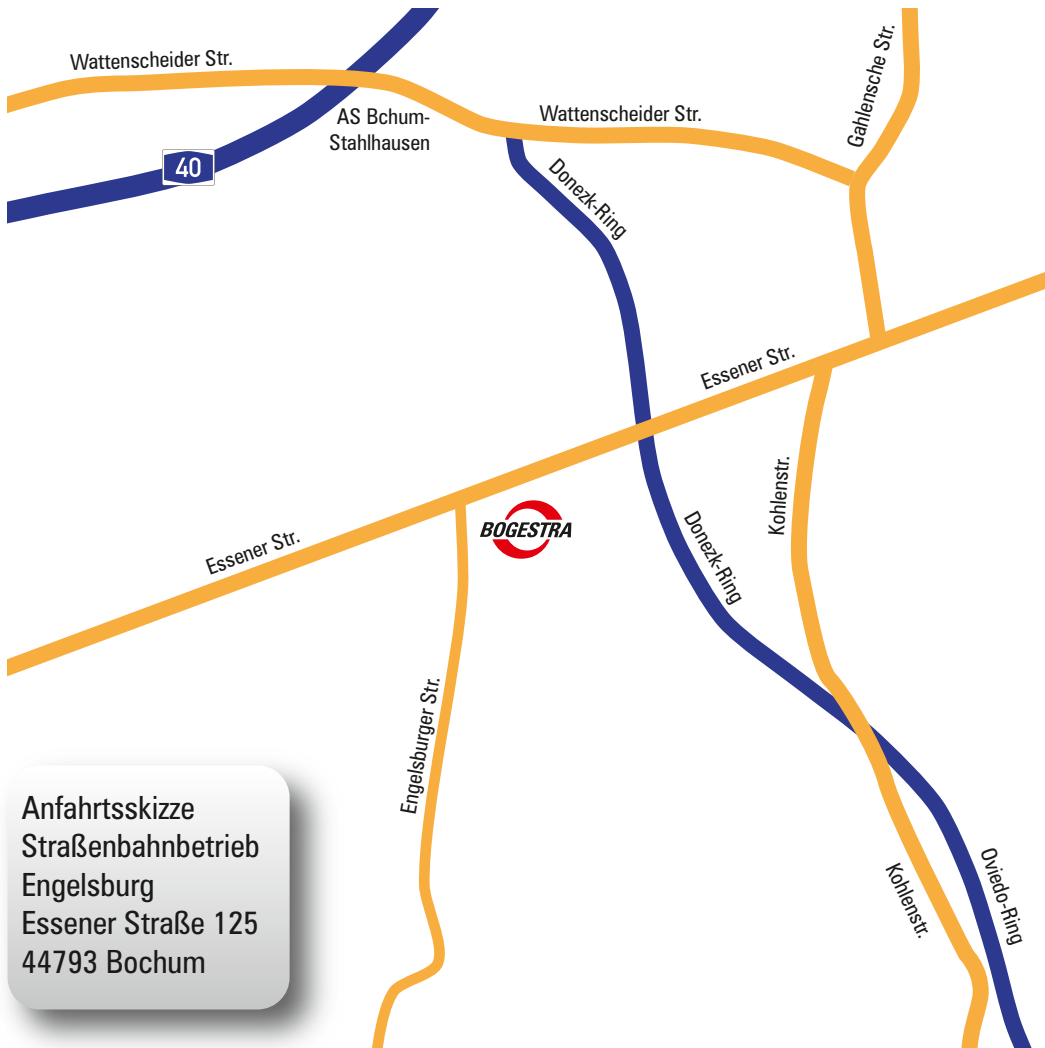 Wattenscheider Str.
Gahlensche Str.
AS Bchum-
Stahlhausen
Wattenscheider Str.
40
Donezk-Ring
Essener Str.
Kohlenstr.
BOGESTRA
Donezk-Ring
Essener Str.
Engelsburger Str.
Anfahrtsskizze
Straßenbahnbetrieb
Engelsburg
Essener Straße 125
44793 Bochum
Kohlenstr.
Oviedo-Ring